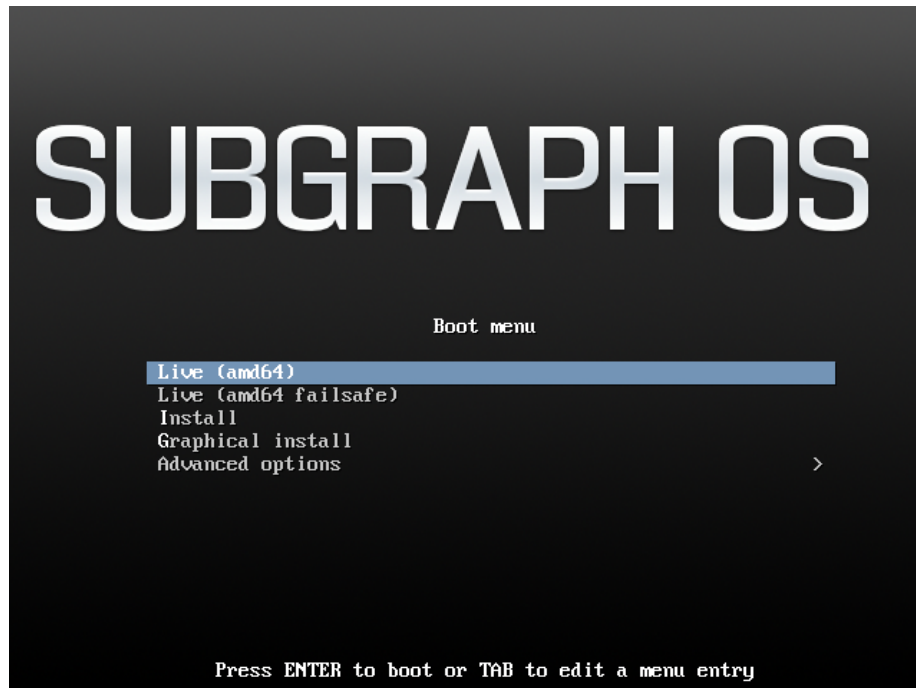 SUBGRAPH OS
Boot menu
Live (amd64)
Live (amd64 failsafe)
Install
Graphical install
Advanced options >
Press ENTER to boot or TAB to edit a menu entry